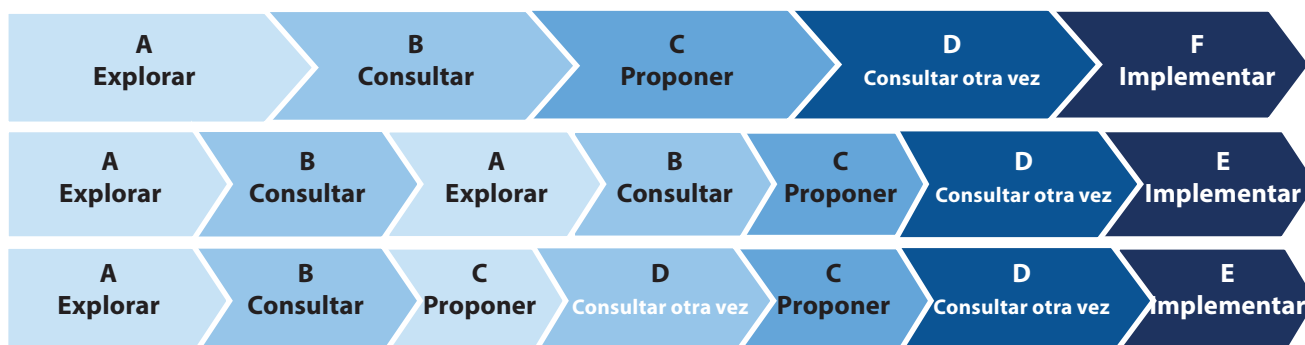 A B C D F
Explorar Consultar Proponer Consultar otra vez Implementar
A B A B C D E
Explorar Consultar Explorar Consultar Proponer Consultar otra vez Implementar
A B C D C D E
Explorar Consultar Proponer Consultar otra vez Proponer Consultar otra vez Implementar